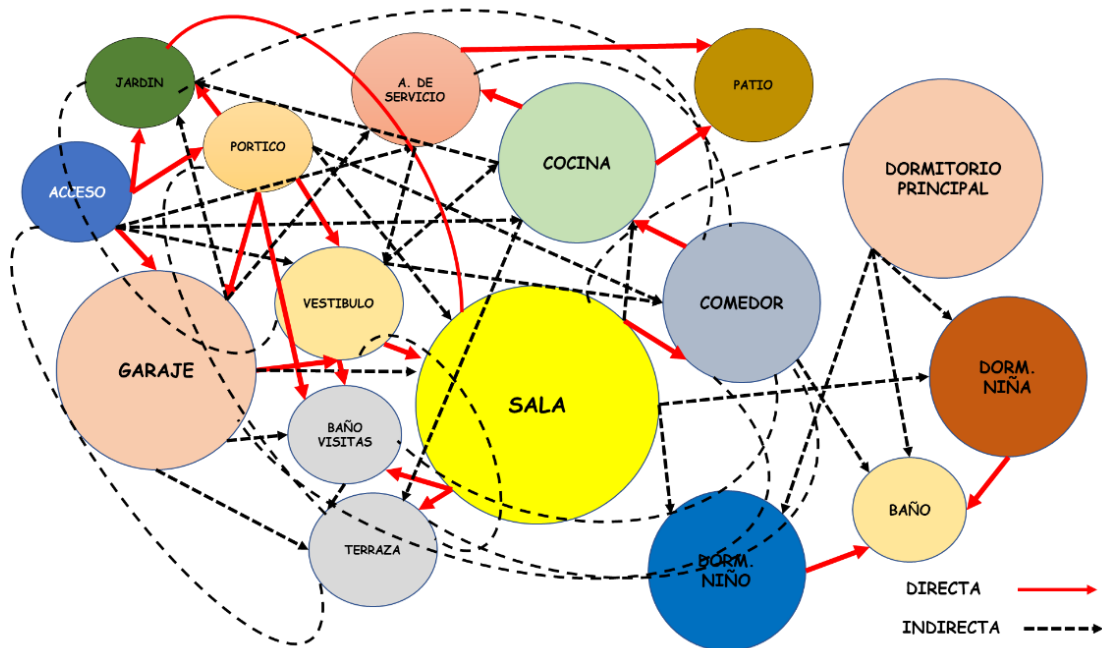 JARDIN
A. DE
SERVICIO
PATIO
PORTICO
COCINA
DORMITORIO
PRINCIPAL
ACCESO
VESTIBULO
COMEDOR
GARAJE
SALA
DORM.
NIÑA
BAÑO
VISITAS
BAÑO
TERRAZA
DORM.
NIÑO
DIRECTA
INDIRECTA